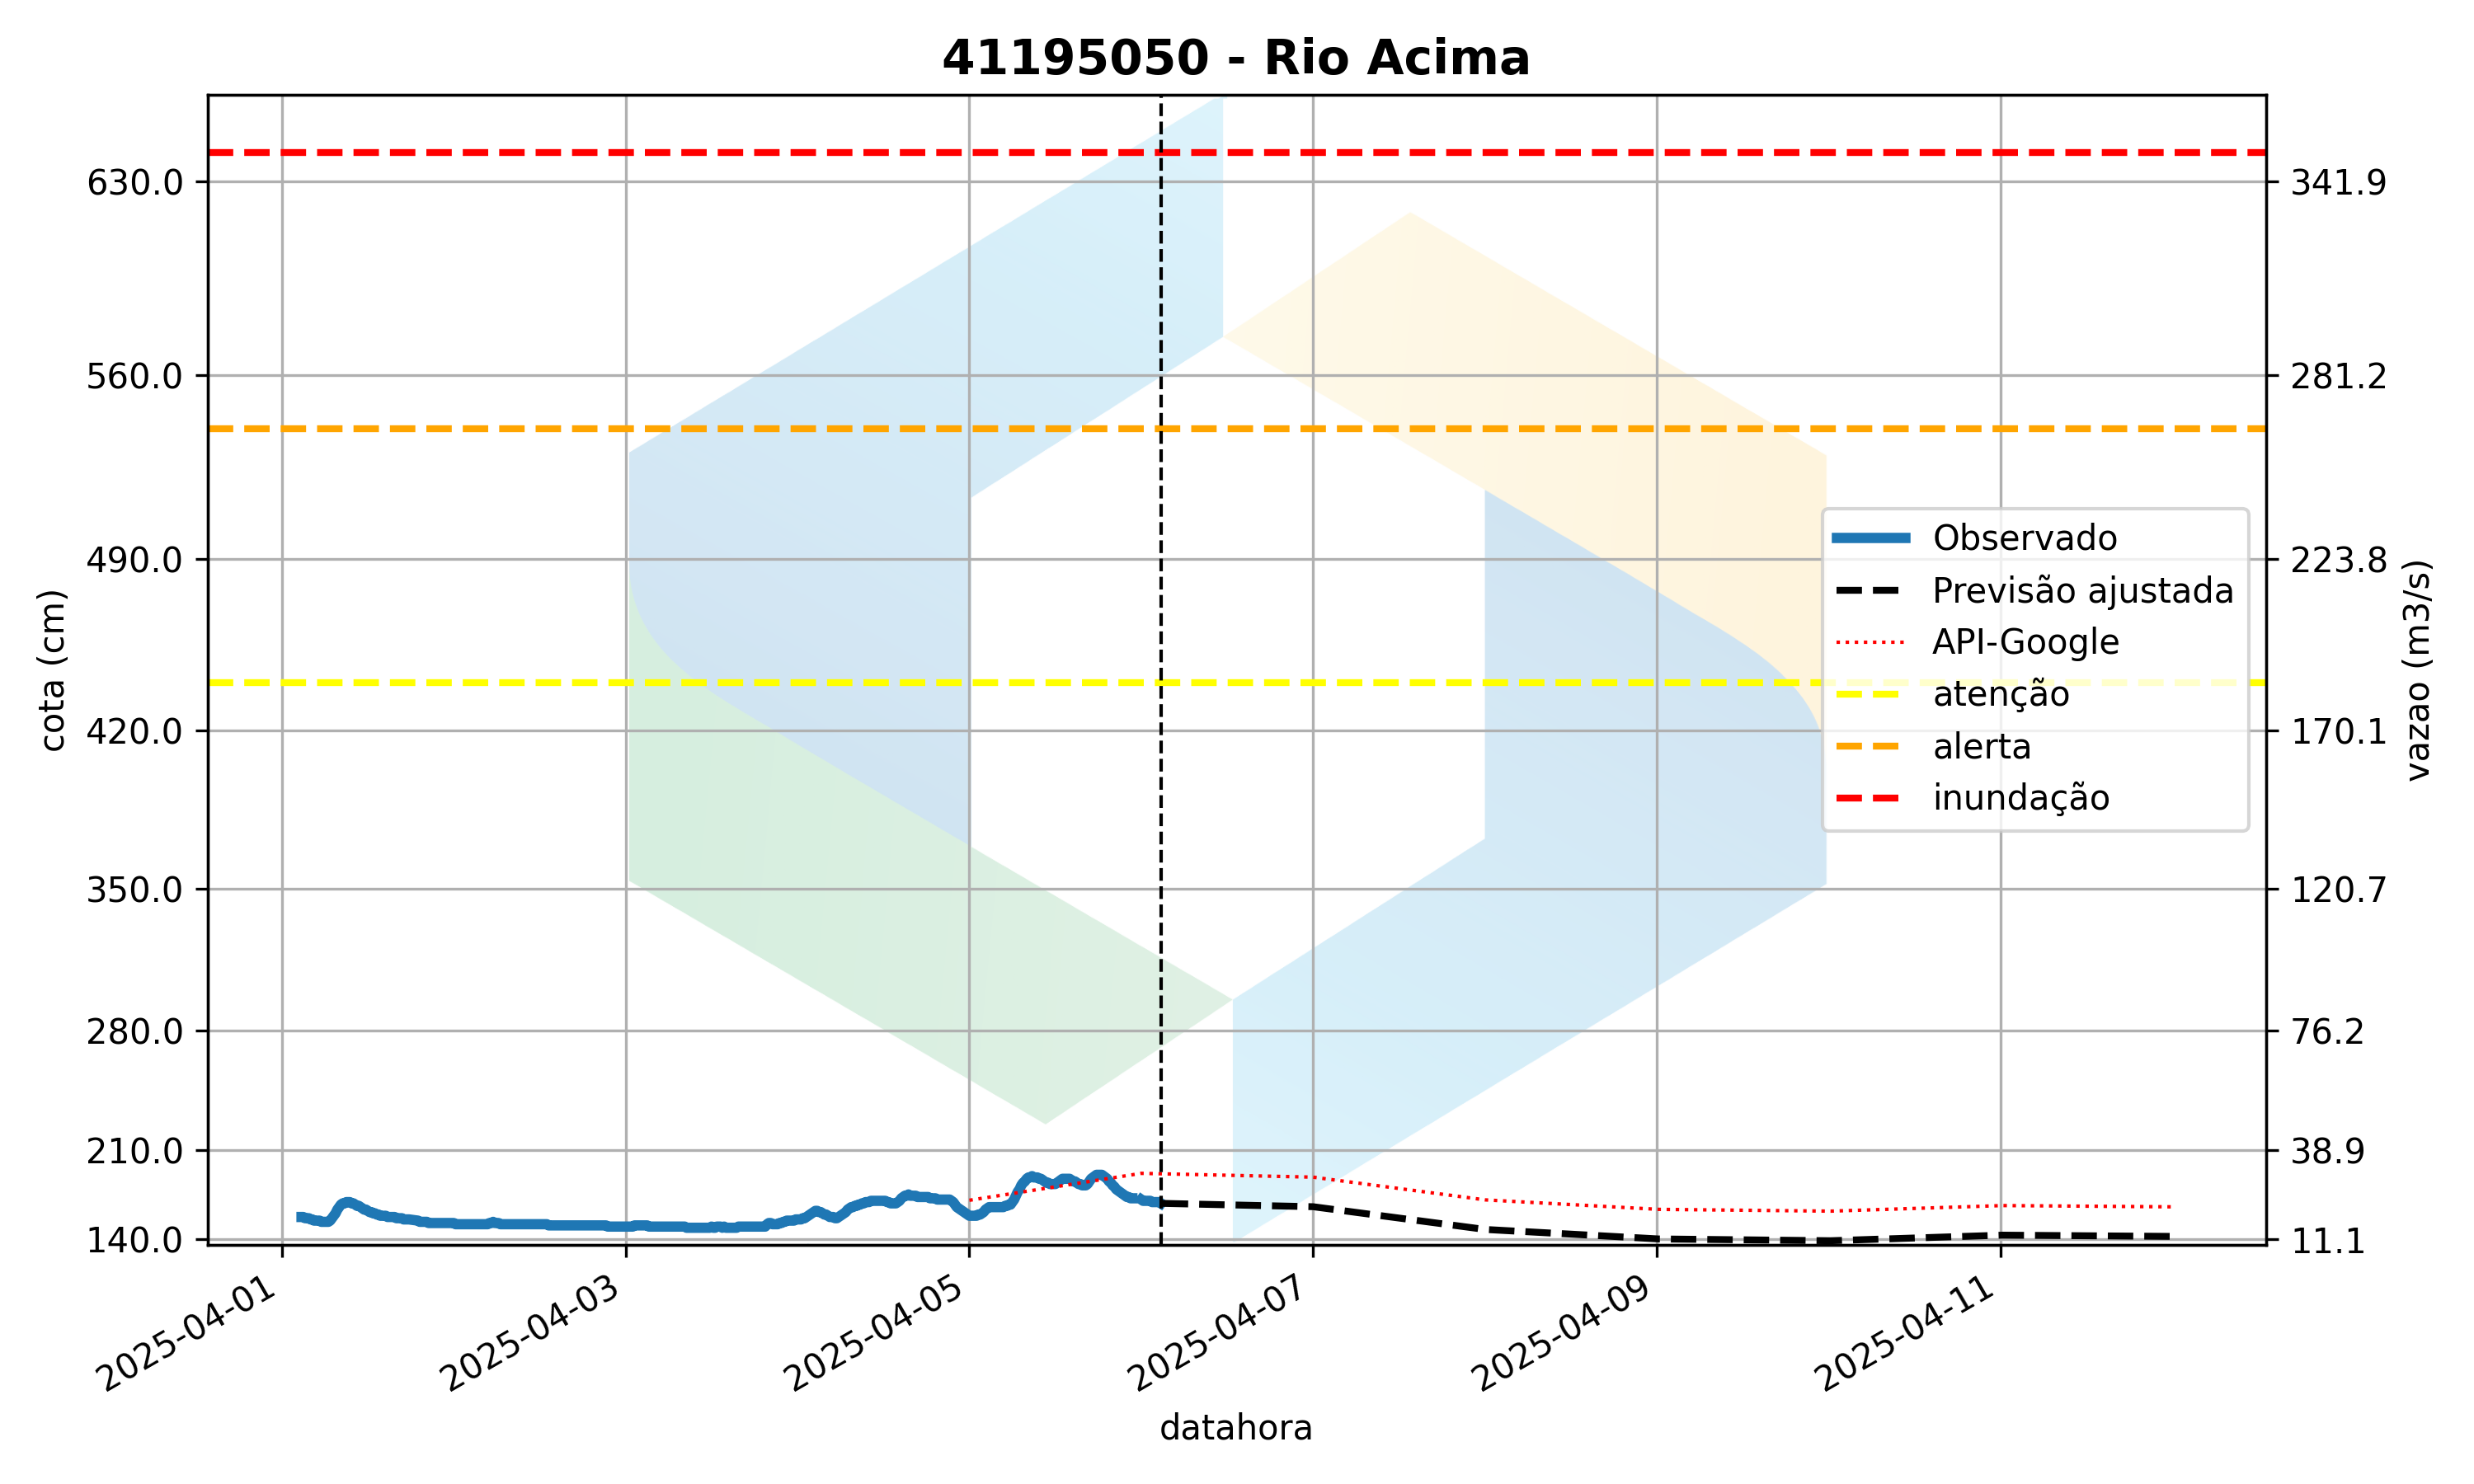 41195050 - Rio Acima
630.0
560.0
490.0
420.0
350.0
280.0
210.0
140.0
cota (cm)
341.9
281.2
223.8
170.1
120.7
76.2
38.9
11.1
vazao (m3/s)
Observado
Previsão ajustada
API-Google
atenção
alerta
inundação
2025-04-01
2025-04-03
2025-04-05
2025-04-07
2025-04-09
2025-04-11
datahora